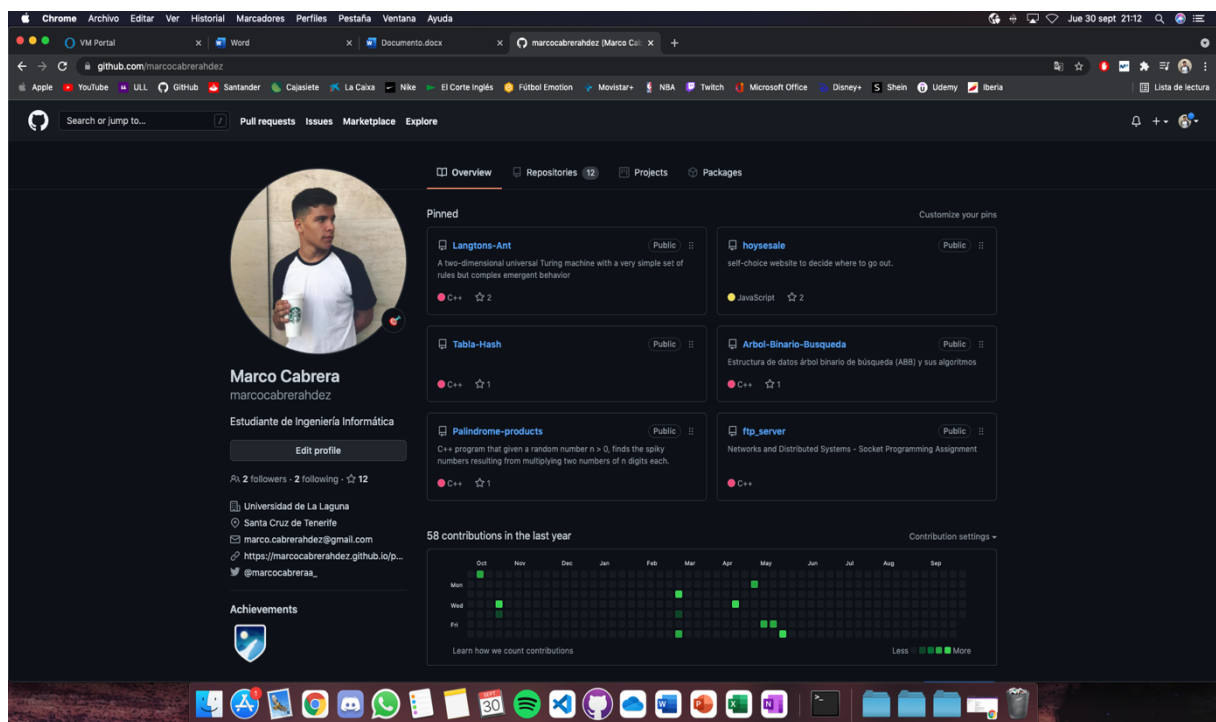 Chrome Archivo Editar Ver Historial Marcadores Perfiles Pestaña Ventana Ayuda Jue 30 sept 21:12
VM Portal Word Documento.docx marcocabrerahdez (Marco Cab
github.com/marcocabrerahdez
Apple YouTube ULL GitHub Santander Cajasiete La Caixa Nike El Corte Inglés Fútbol Emotion Movistar+ NBA Twitch Microsoft Office Disney+ Shein Udemy Iberia Lista de lectura
Search or jump to... / Pull requests Issues Marketplace Explore
Overview Repositories 12 Projects Packages
Pinned Customize your pins
Langtons-Ant Public
A two-dimensional universal Turing machine with a very simple set of
rules but complex emergent behavior
C++ 2
hoysesale Public
self-choice website to decide where to go out.
JavaScript 2
Tabla-Hash Public
C++ 1
Arbol-Binario-Busqueda Public
Estructura de datos árbol binario de búsqueda (ABB) y sus algoritmos
C++ 1
Palindrome-products Public
C++ program that given a random number n > 0, finds the spiky
numbers resulting from multiplying two numbers of n digits each.
C++ 1
ftp_server Public
Networks and Distributed Systems - Socket Programming Assignment
C++
Marco Cabrera
marcocabrerahdez
Estudiante de Ingeniería Informática
Edit profile
2 followers · 2 following · 12
Universidad de La Laguna
Santa Cruz de Tenerife
marco.cabrerahdez@gmail.com
https://marcocabrerahdez.github.io/p...
@marcocabreraa_
Achievements
58 contributions in the last year Contribution settings
Oct Nov Dec Jan Feb Mar Apr May Jun Jul Aug Sep
Mon
Wed
Fri
Learn how we count contributions Less More
SEPT
30